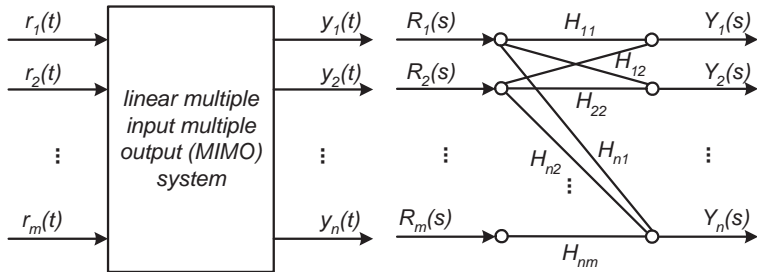 r1(t)
r2(t)
⋮
rm(t)
linear multiple
input multiple
output (MIMO)
system
y1(t)
y2(t)
⋮
yn(t)
R1(s)
R2(s)
⋮
Rm(s)
H11
H12
H22
Hn1
Hn2
⋮
Hnm
Y1(s)
Y2(s)
⋮
Yn(s)